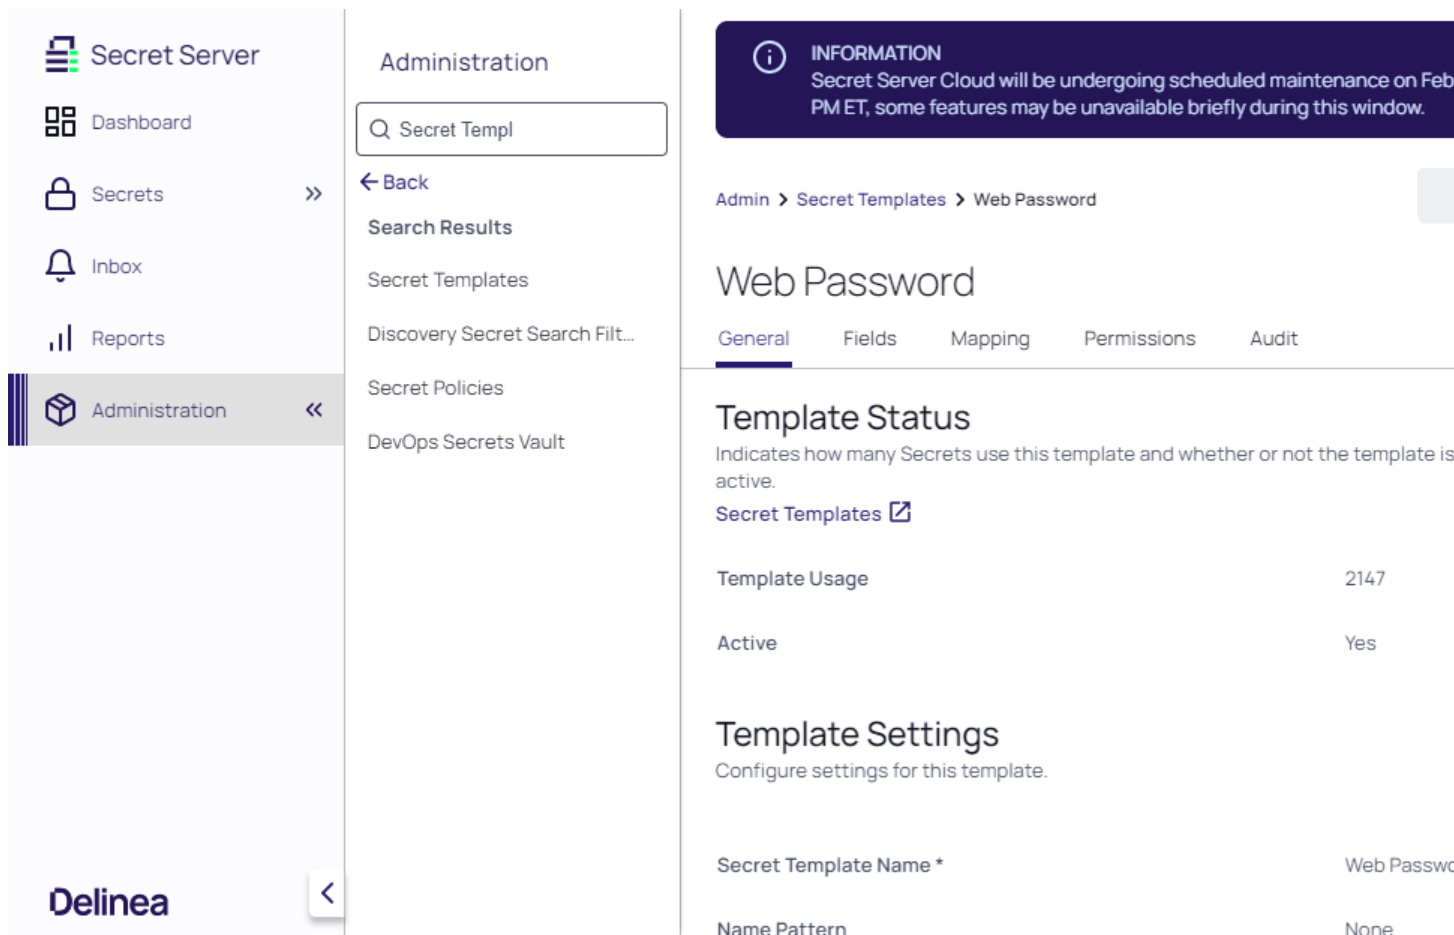 Secret Server
Dashboard
Secrets
Inbox
Reports
Administration
Delinea
Administration
Secret Templ
Back
Search Results
Secret Templates
Discovery Secret Search Filt...
Secret Policies
DevOps Secrets Vault
INFORMATION
Secret Server Cloud will be undergoing scheduled maintenance on Feb
PM ET, some features may be unavailable briefly during this window.
Admin > Secret Templates > Web Password
Web Password
General Fields Mapping Permissions Audit
Template Status
Indicates how many Secrets use this template and whether or not the template is
active.
Secret Templates
Template Usage 2147
Active Yes
Template Settings
Configure settings for this template.
Secret Template Name * Web Passwo
Name Pattern None